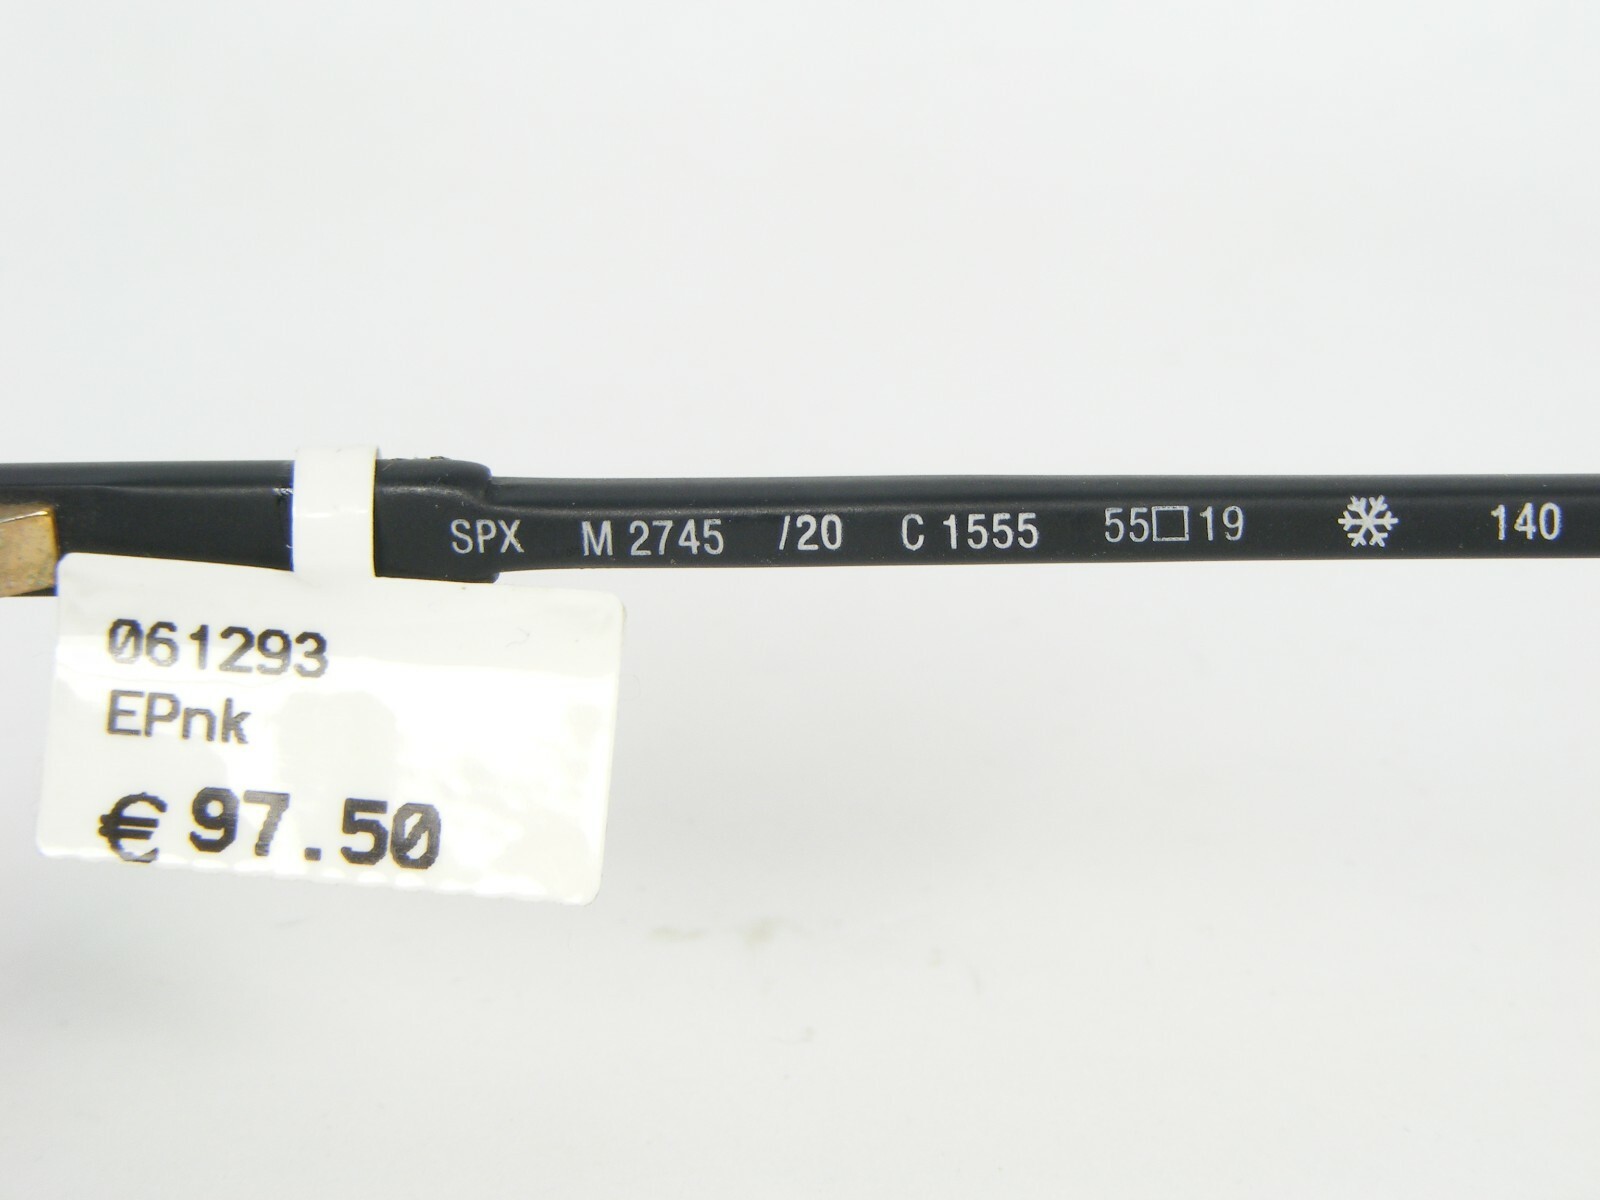 SPX M 2745 /20 C 1555 55□19 140
061293
EPnk
€ 97.50